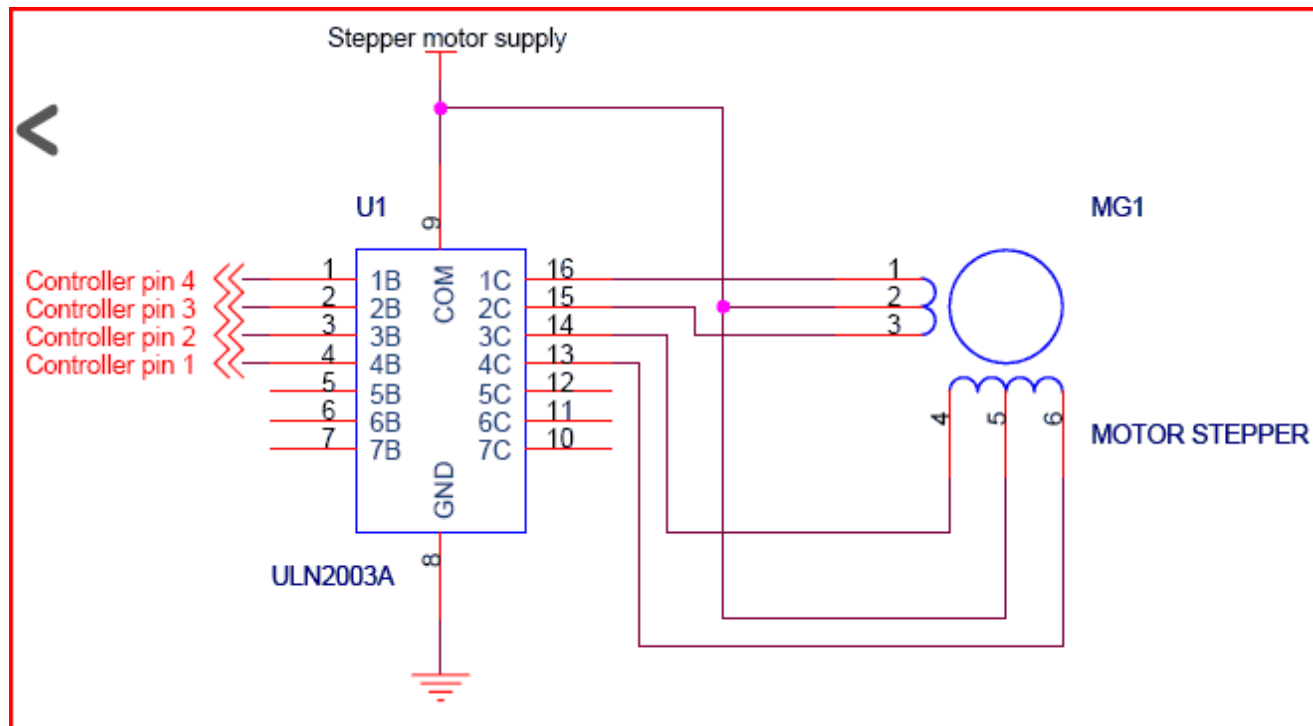 Stepper motor supply
U1
MG1
9
Controller pin 4
1
1B
COM
1C
16
1
Controller pin 3
2
2B
2C
15
2
Controller pin 2
3
3B
3C
14
3
Controller pin 1
4
4B
4C
13
5
5B
5C
12
6
6B
6C
11
7
7B
7C
10
4
5
6
MOTOR STEPPER
GND
8
ULN2003A